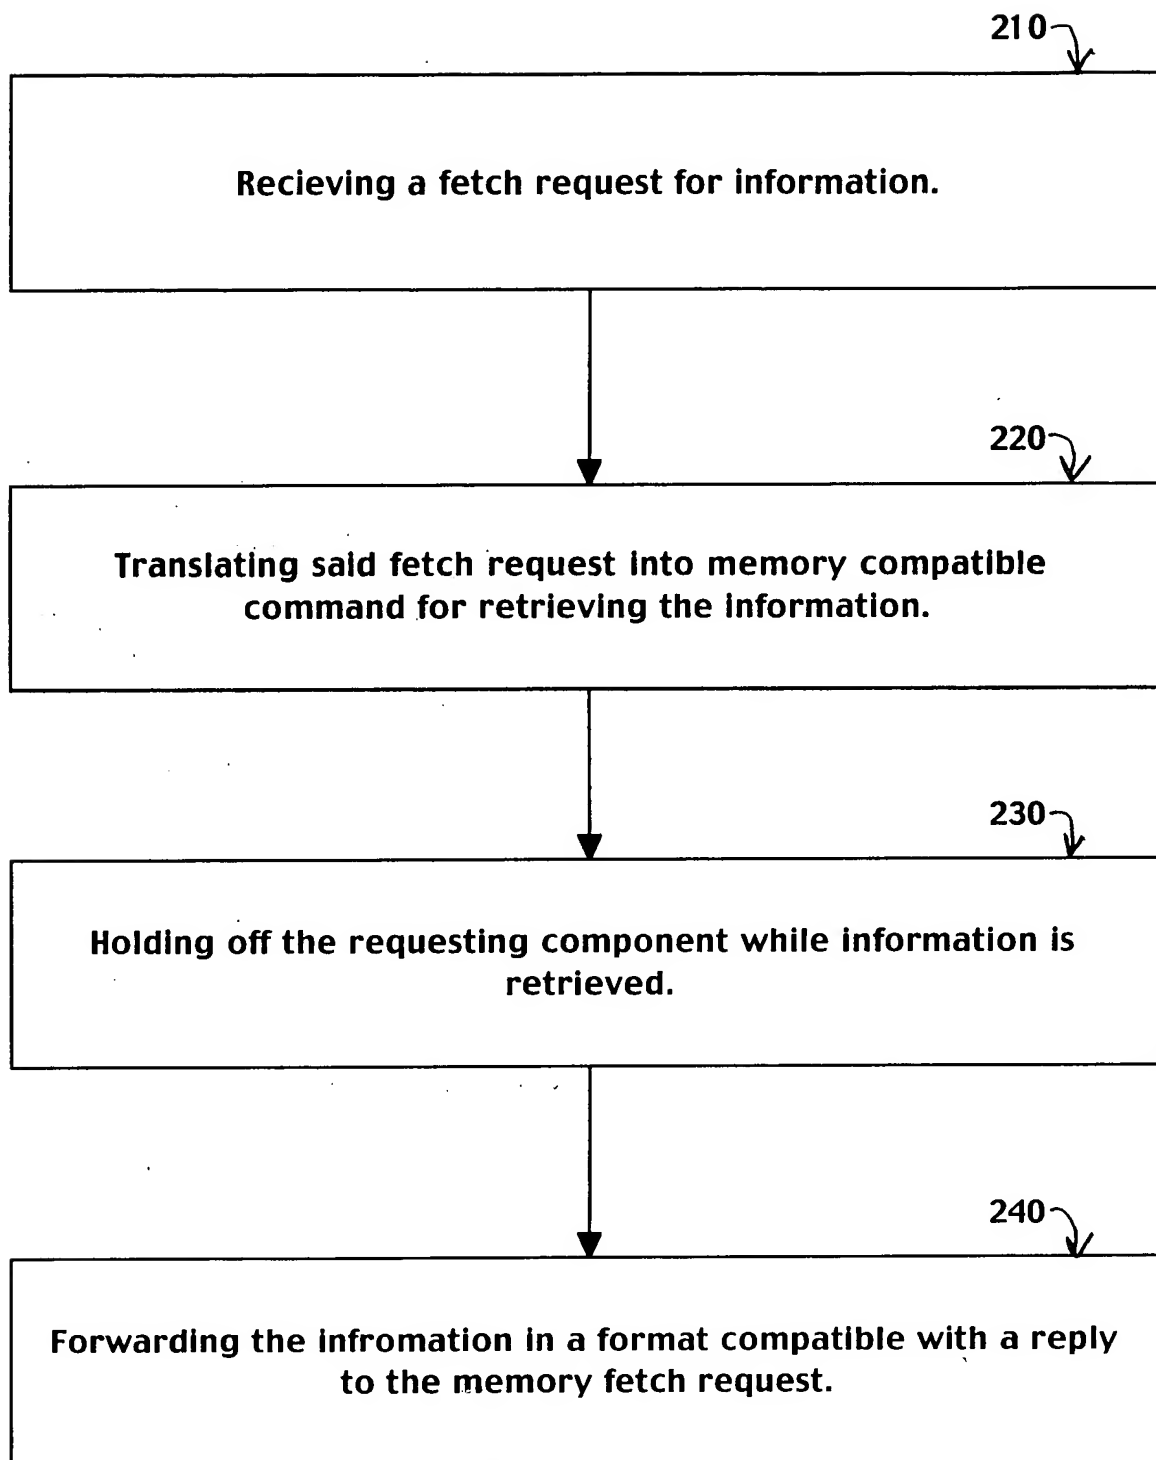 210
Recieving a fetch request for information.
220
Translating said fetch request into memory compatible
command for retrieving the information.
230
Holding off the requesting component while information is
retrieved.
240
Forwarding the infromation in a format compatible with a reply
to the memory fetch request.